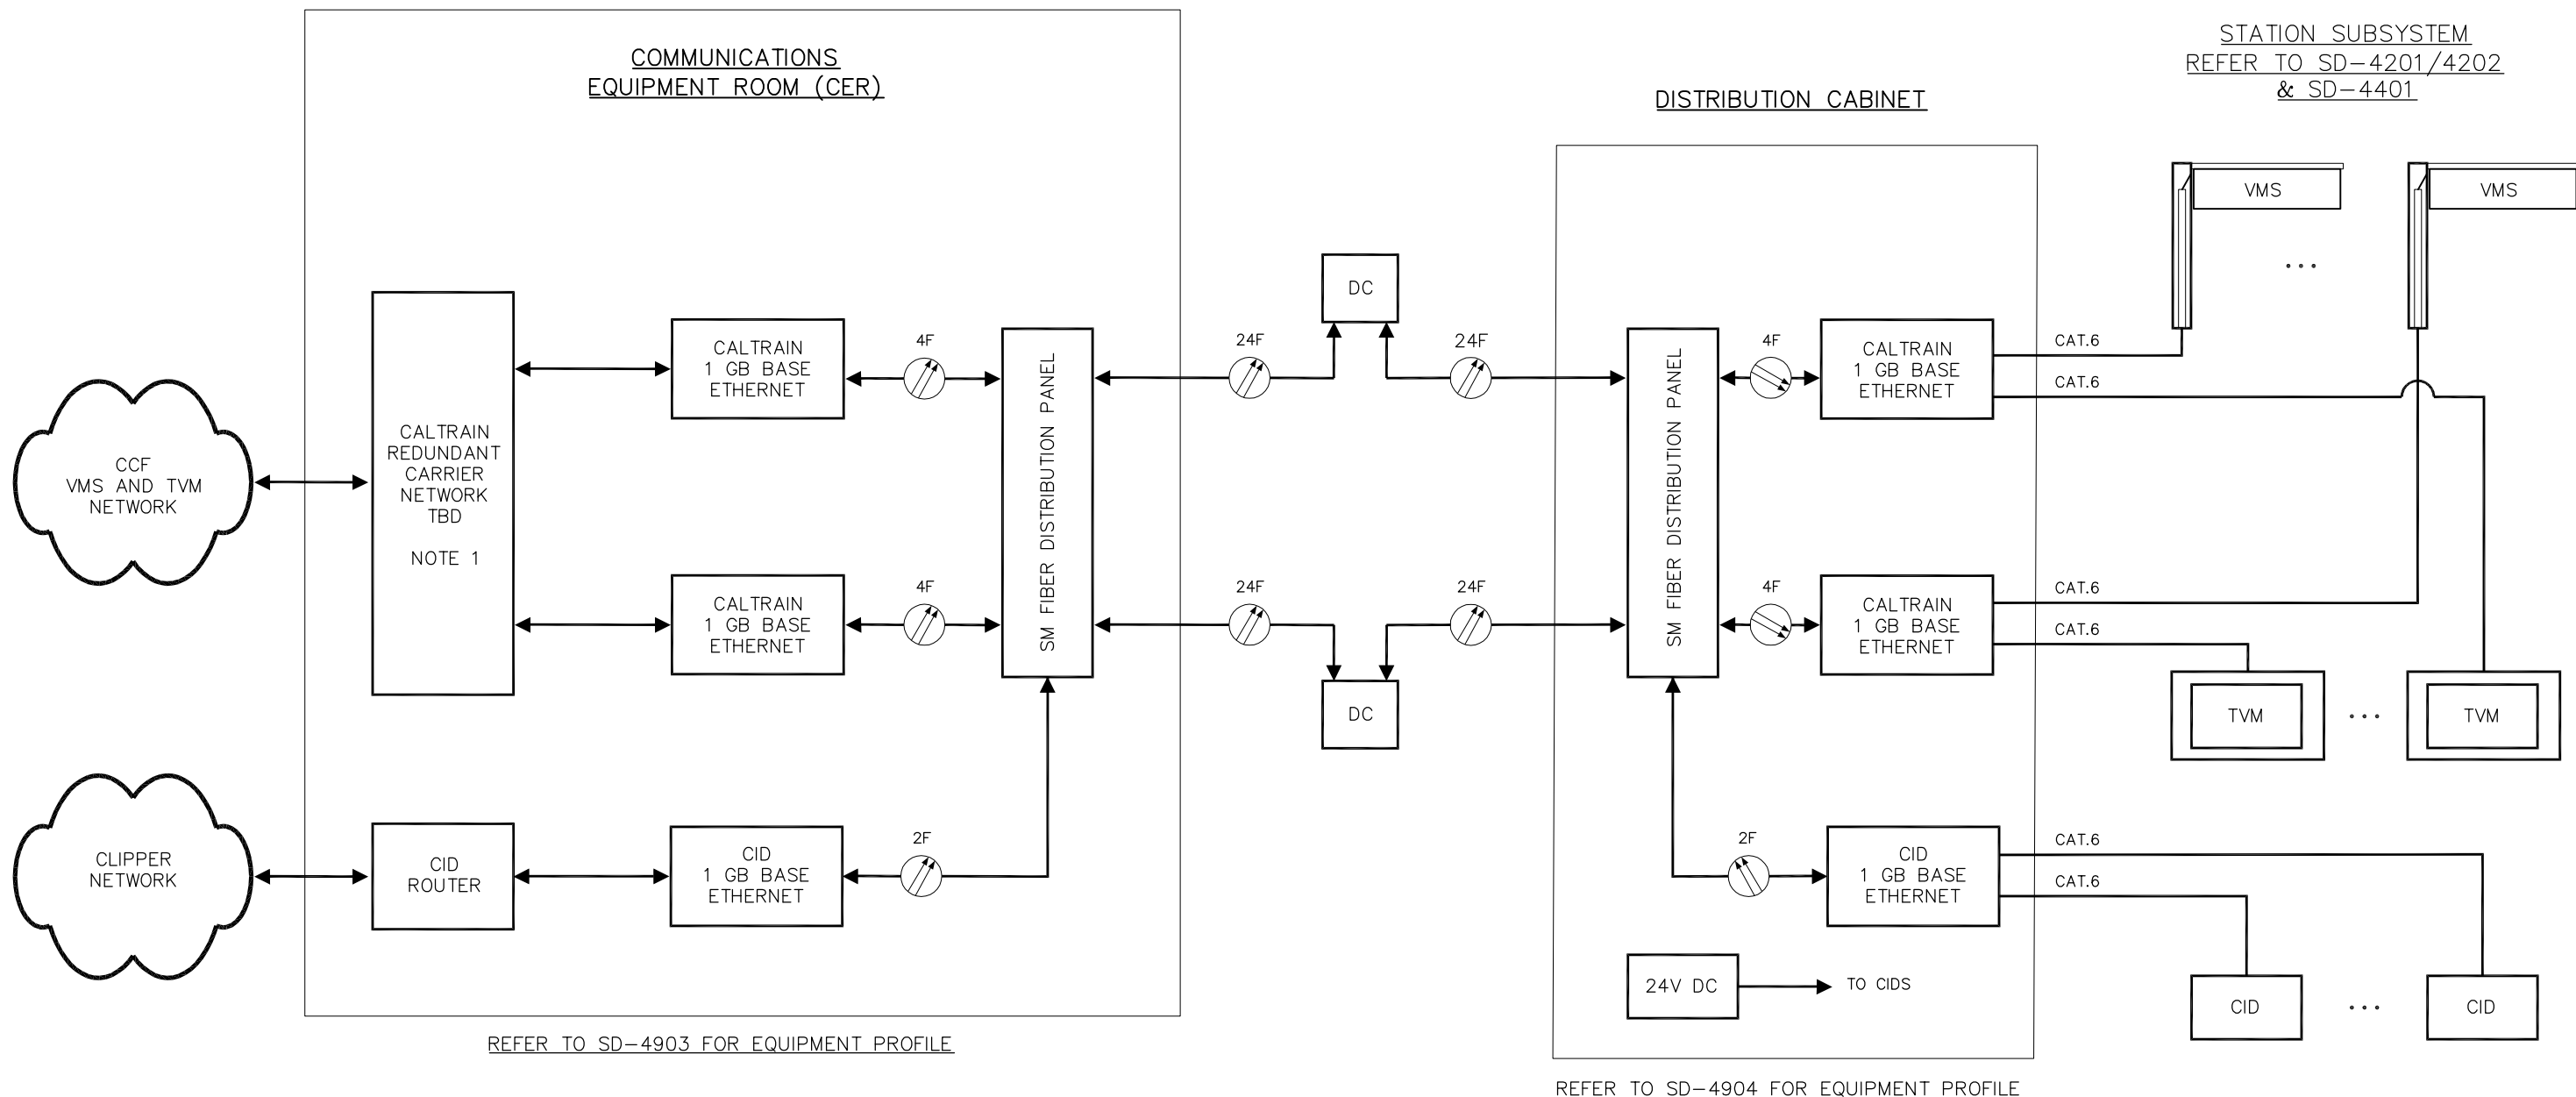 COMMUNICATIONS
EQUIPMENT ROOM (CER)
DISTRIBUTION CABINET
STATION SUBSYSTEM
REFER TO SD-4201/4202
& SD-4401
CCF
VMS AND TVM
NETWORK
CALTRAIN
REDUNDANT
CARRIER
NETWORK
TBD
NOTE 1
CALTRAIN
1 GB BASE
ETHERNET
4F
CALTRAIN
1 GB BASE
ETHERNET
4F
SM FIBER DISTRIBUTION PANEL
CLIPPER
NETWORK
CID
ROUTER
CID
1 GB BASE
ETHERNET
2F
REFER TO SD-4903 FOR EQUIPMENT PROFILE
24F
DC
24F
24F
DC
24F
SM FIBER DISTRIBUTION PANEL
4F
CALTRAIN
1 GB BASE
ETHERNET
4F
CALTRAIN
1 GB BASE
ETHERNET
2F
CID
1 GB BASE
ETHERNET
24V DC
TO CIDS
REFER TO SD-4904 FOR EQUIPMENT PROFILE
CAT.6
CAT.6
CAT.6
CAT.6
CAT.6
CAT.6
VMS
...
VMS
TVM
...
TVM
CID
...
CID